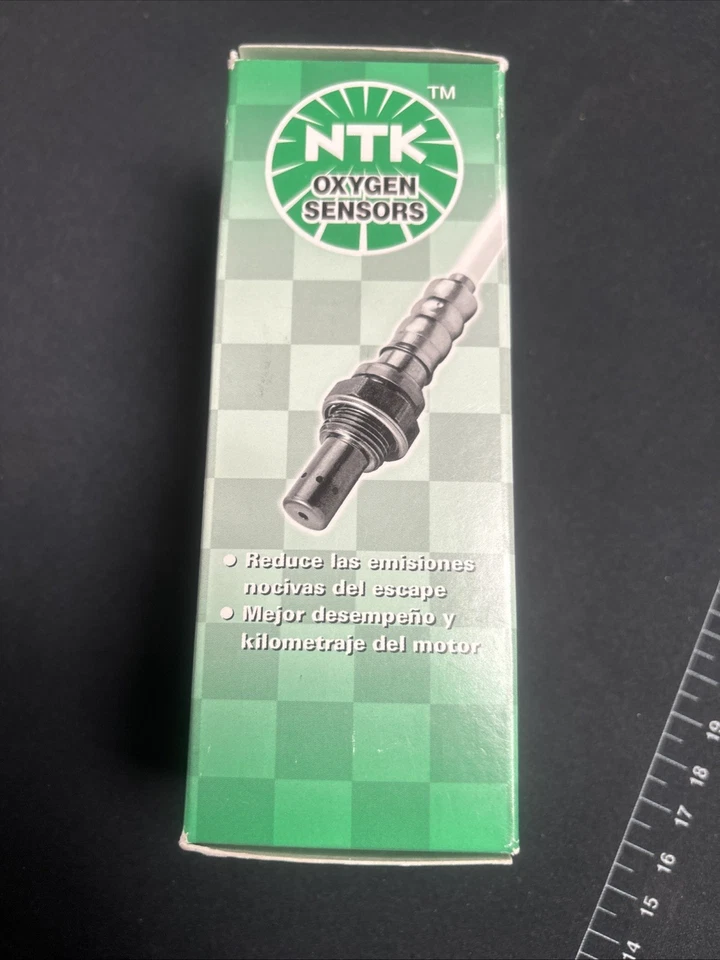 NTK
TM
OXYGEN
SENSORS
• Reduce las emisiones
nocivas del escape
• Mejor desempeño y
kilometraje del motor
19
18
17
16
15
14